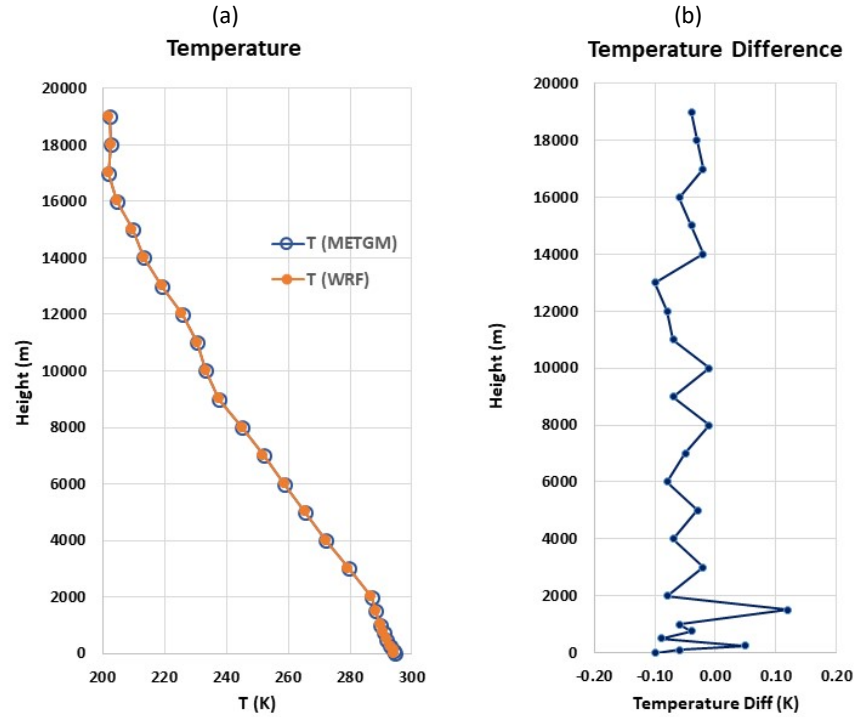 (a)
Temperature
20000
18000
16000
14000
12000
10000
8000
6000
4000
2000
0
Height (m)
T (METGM)
T (WRF)
200 220 240 260 280 300
T (K)
(b)
Temperature Difference
20000
18000
16000
14000
12000
10000
8000
6000
4000
2000
0
Height (m)
-0.20 -0.10 0.00 0.10 0.20
Temperature Diff (K)